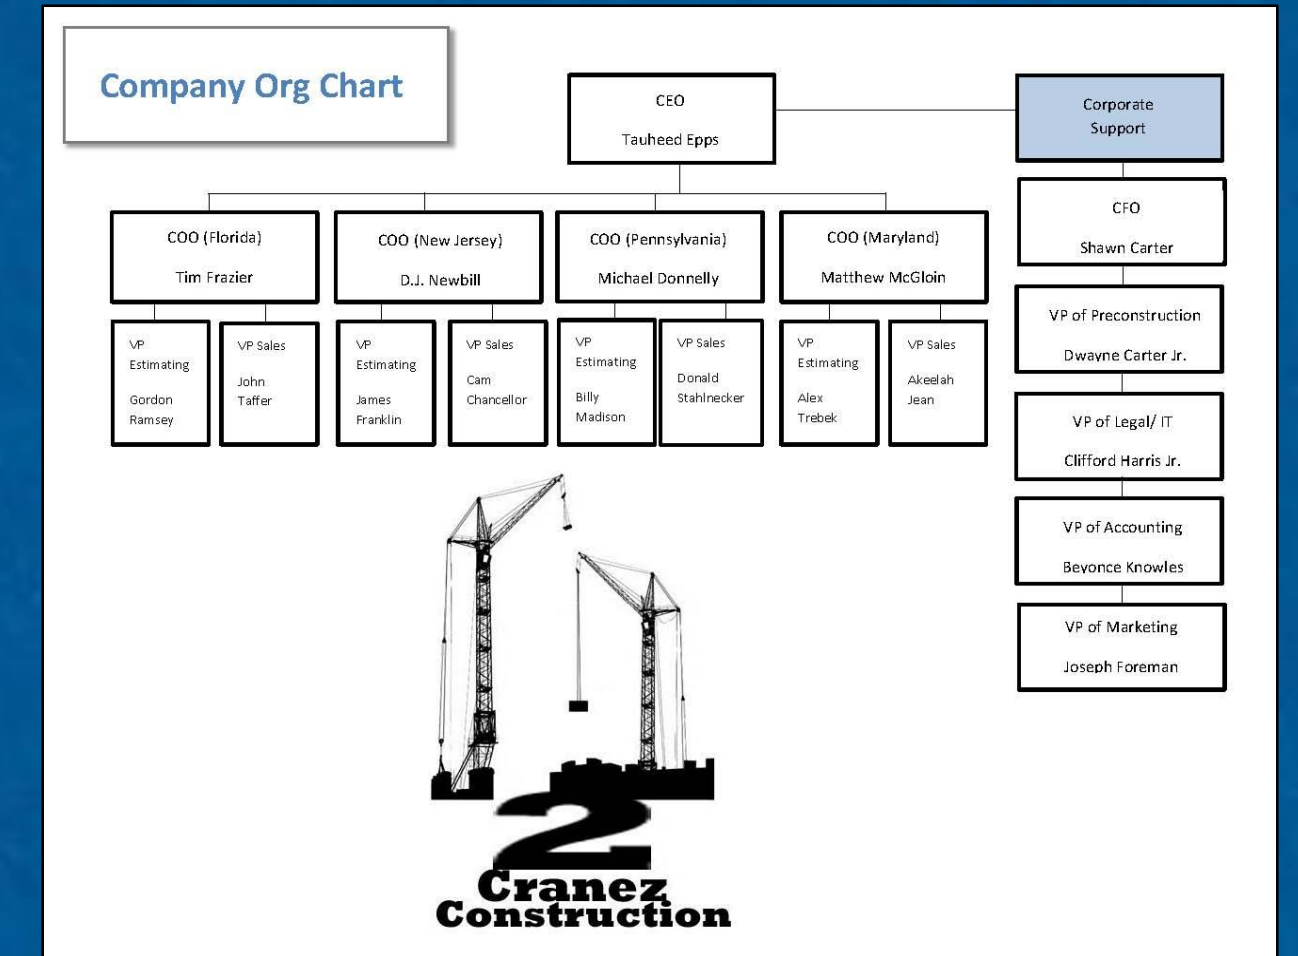 Company Org Chart
CEO
Tauheed Epps
Corporate
Support
CFO
Shawn Carter
COO (Florida)
Tim Frazier
COO (New Jersey)
D.J. Newbill
COO (Pennsylvania)
Michael Donnelly
COO (Maryland)
Matthew McGloin
VP
Estimating
Gordon
Ramsey
VP Sales
John
Taffer
VP
Estimating
James
Franklin
VP Sales
Cam
Chancellor
VP
Estimating
Billy
Madison
VP Sales
Donald
Stahlnecker
VP
Estimating
Alex
Trebek
VP Sales
Akeelah
Jean
VP of Preconstruction
Dwayne Carter Jr.
VP of Legal/ IT
Clifford Harris Jr.
VP of Accounting
Beyonce Knowles
VP of Marketing
Joseph Foreman
2
Cranez
Construction